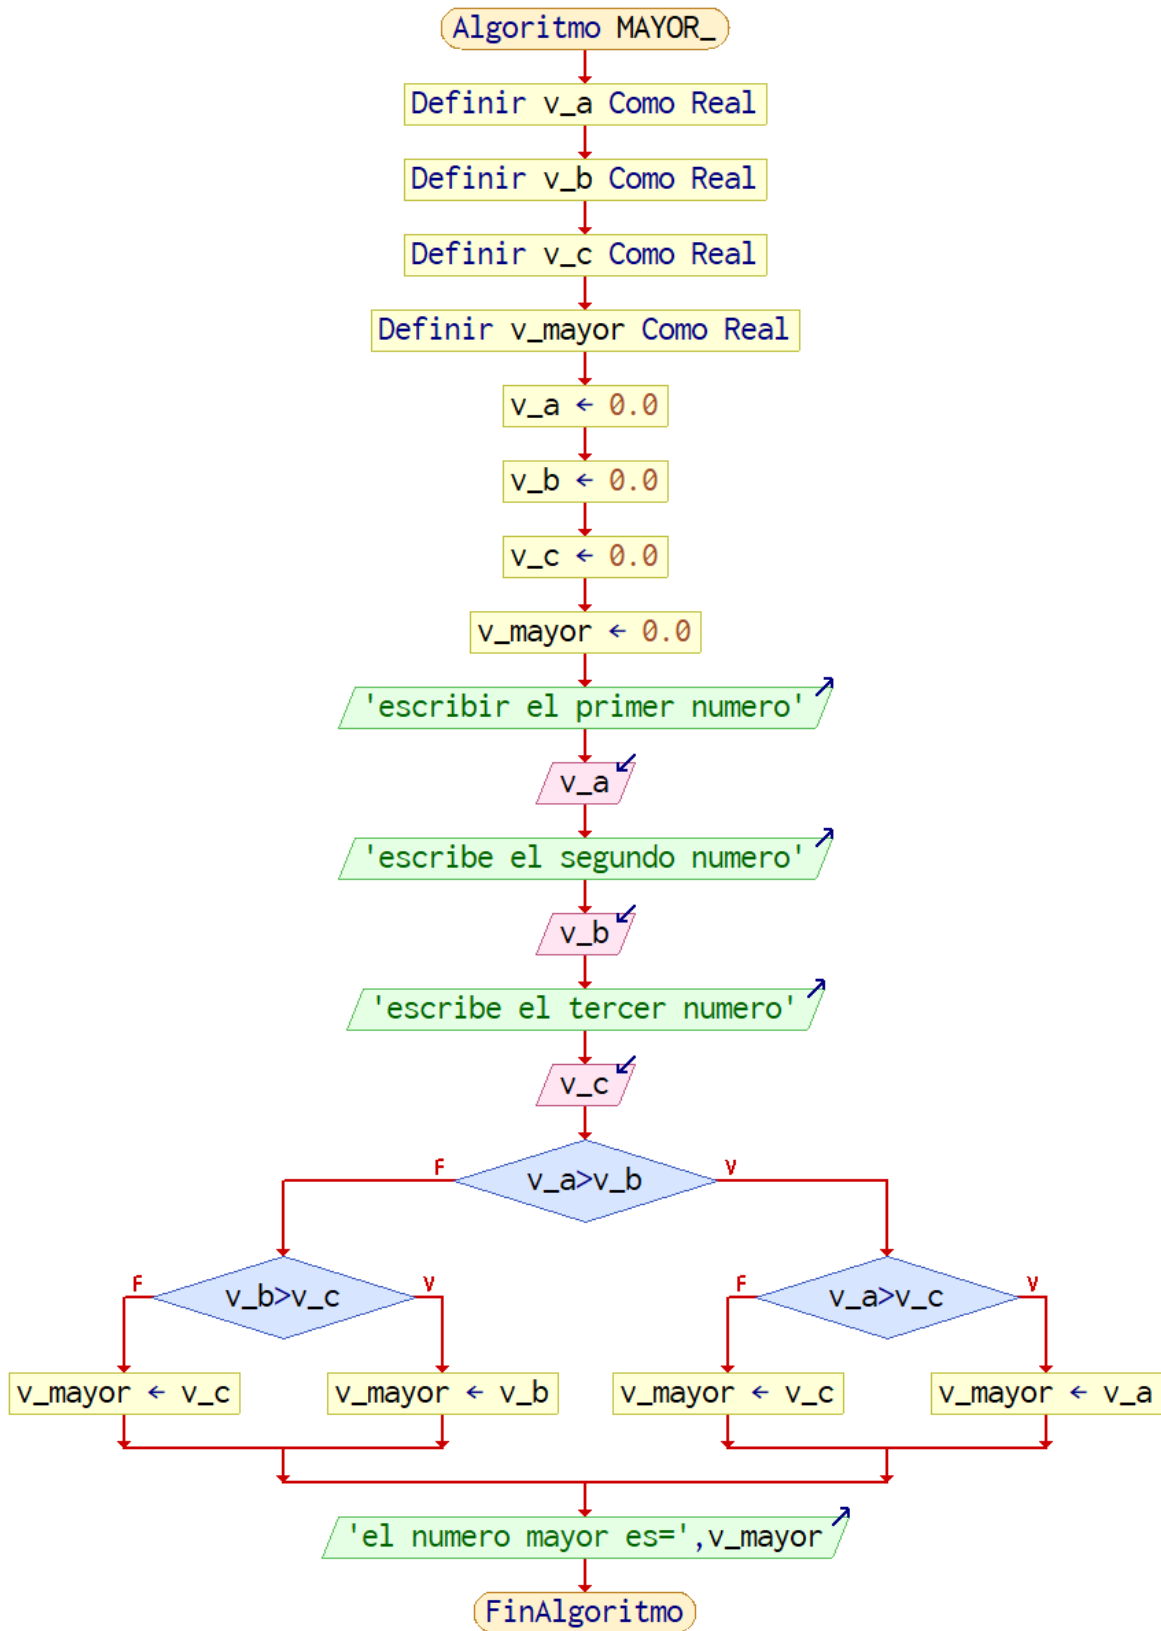 Algoritmo MAYOR_
Definir v_a Como Real
Definir v_b Como Real
Definir v_c Como Real
Definir v_mayor Como Real
v_a ← 0.0
v_b ← 0.0
v_c ← 0.0
v_mayor ← 0.0
'escribir el primer numero'
v_a
'escribe el segundo numero'
v_b
'escribe el tercer numero'
v_c
F v_a>v_b V
F v_b>v_c V
F v_a>v_c V
v_mayor ← v_c
v_mayor ← v_b
v_mayor ← v_c
v_mayor ← v_a
'el numero mayor es=',v_mayor
FinAlgoritmo